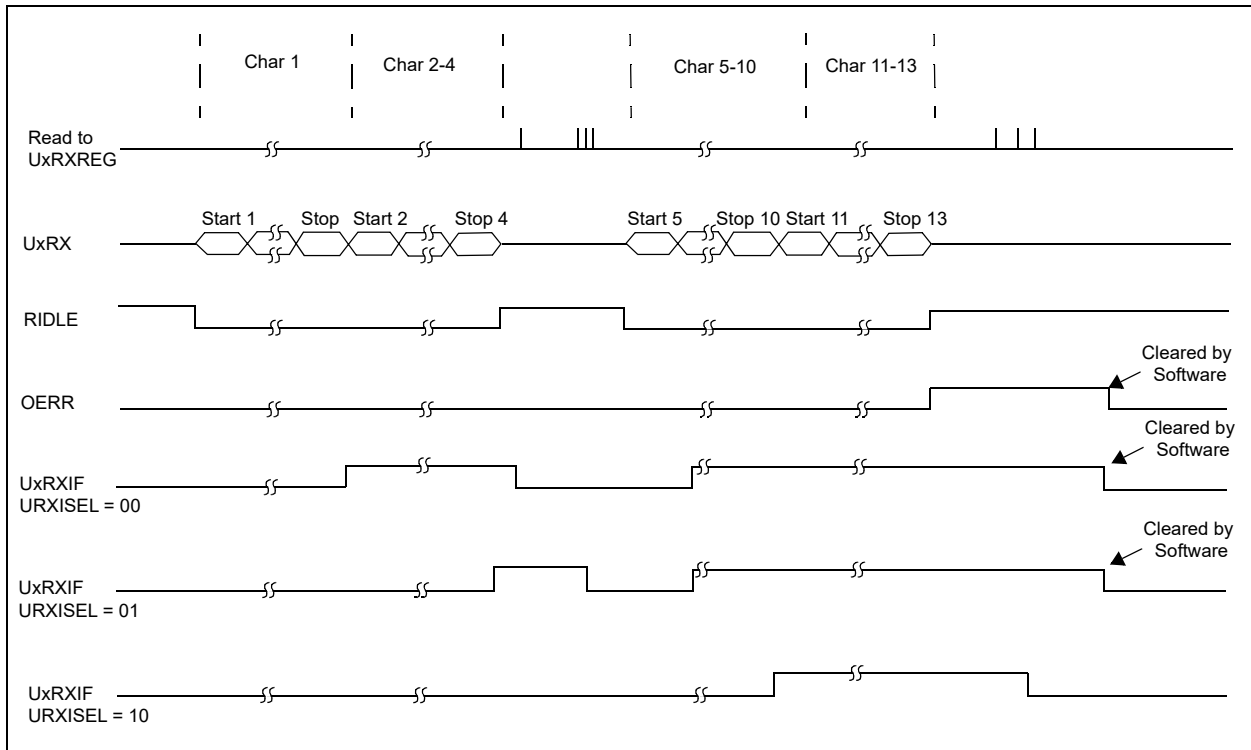 Char 1
Char 2-4
Char 5-10
Char 11-13
Read to
UxRXREG
Start 1
Stop
Start 2
Stop 4
Start 5
Stop 10
Start 11
Stop 13
UxRX
RIDLE
Cleared by
Software
OERR
Cleared by
Software
UxRXIF
URXISEL = 00
Cleared by
Software
UxRXIF
URXISEL = 01
UxRXIF
URXISEL = 10